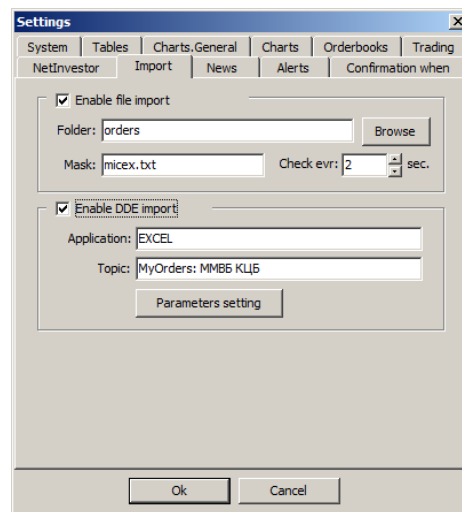 Settings
System Tables Charts.General Charts Orderbooks Trading
NetInvestor Import News Alerts Confirmation when
Enable file import
Folder: orders Browse
Mask: micex.txt Check evr: 2 sec.
Enable DDE import
Application: EXCEL
Topic: MyOrders: ММВБ КЦБ
Parameters setting
Ok Cancel